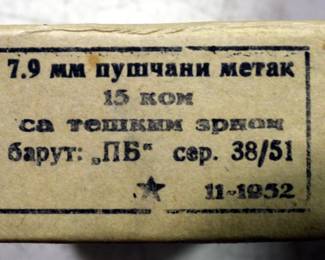 7.9 мм пушчани метак
15 ком
са тешким зрном
барут: „ПБ“ сер. 38/51
11-1952